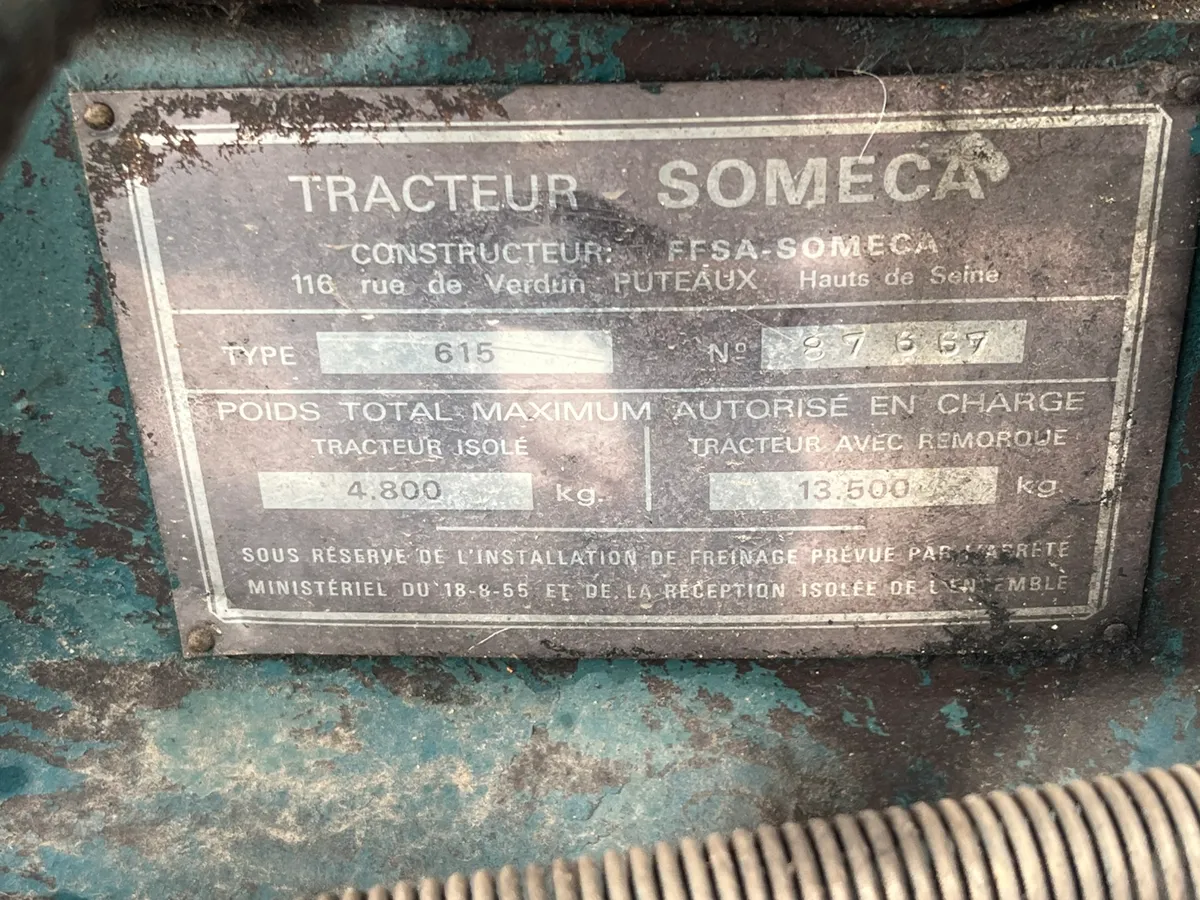 TRACTEUR SOMECA
CONSTRUCTEUR: FFSA-SOMECA
116 rue de Verdun PUTEAUX Hauts de Seine
TYPE 615 Nº 87667
POIDS TOTAL MAXIMUM AUTORISÉ EN CHARGE
TRACTEUR ISOLÉ TRACTEUR AVEC REMORQUE
4.800 kg. 13.500 kg
SOUS RÉSERVE DE L'INSTALLATION DE FREINAGE PRÉVUE PAR L'ARRÊTÉ
MINISTÉRIEL DU 18-8-55 ET DE LA RÉCEPTION ISOLÉE DE L'ENSEMBLE